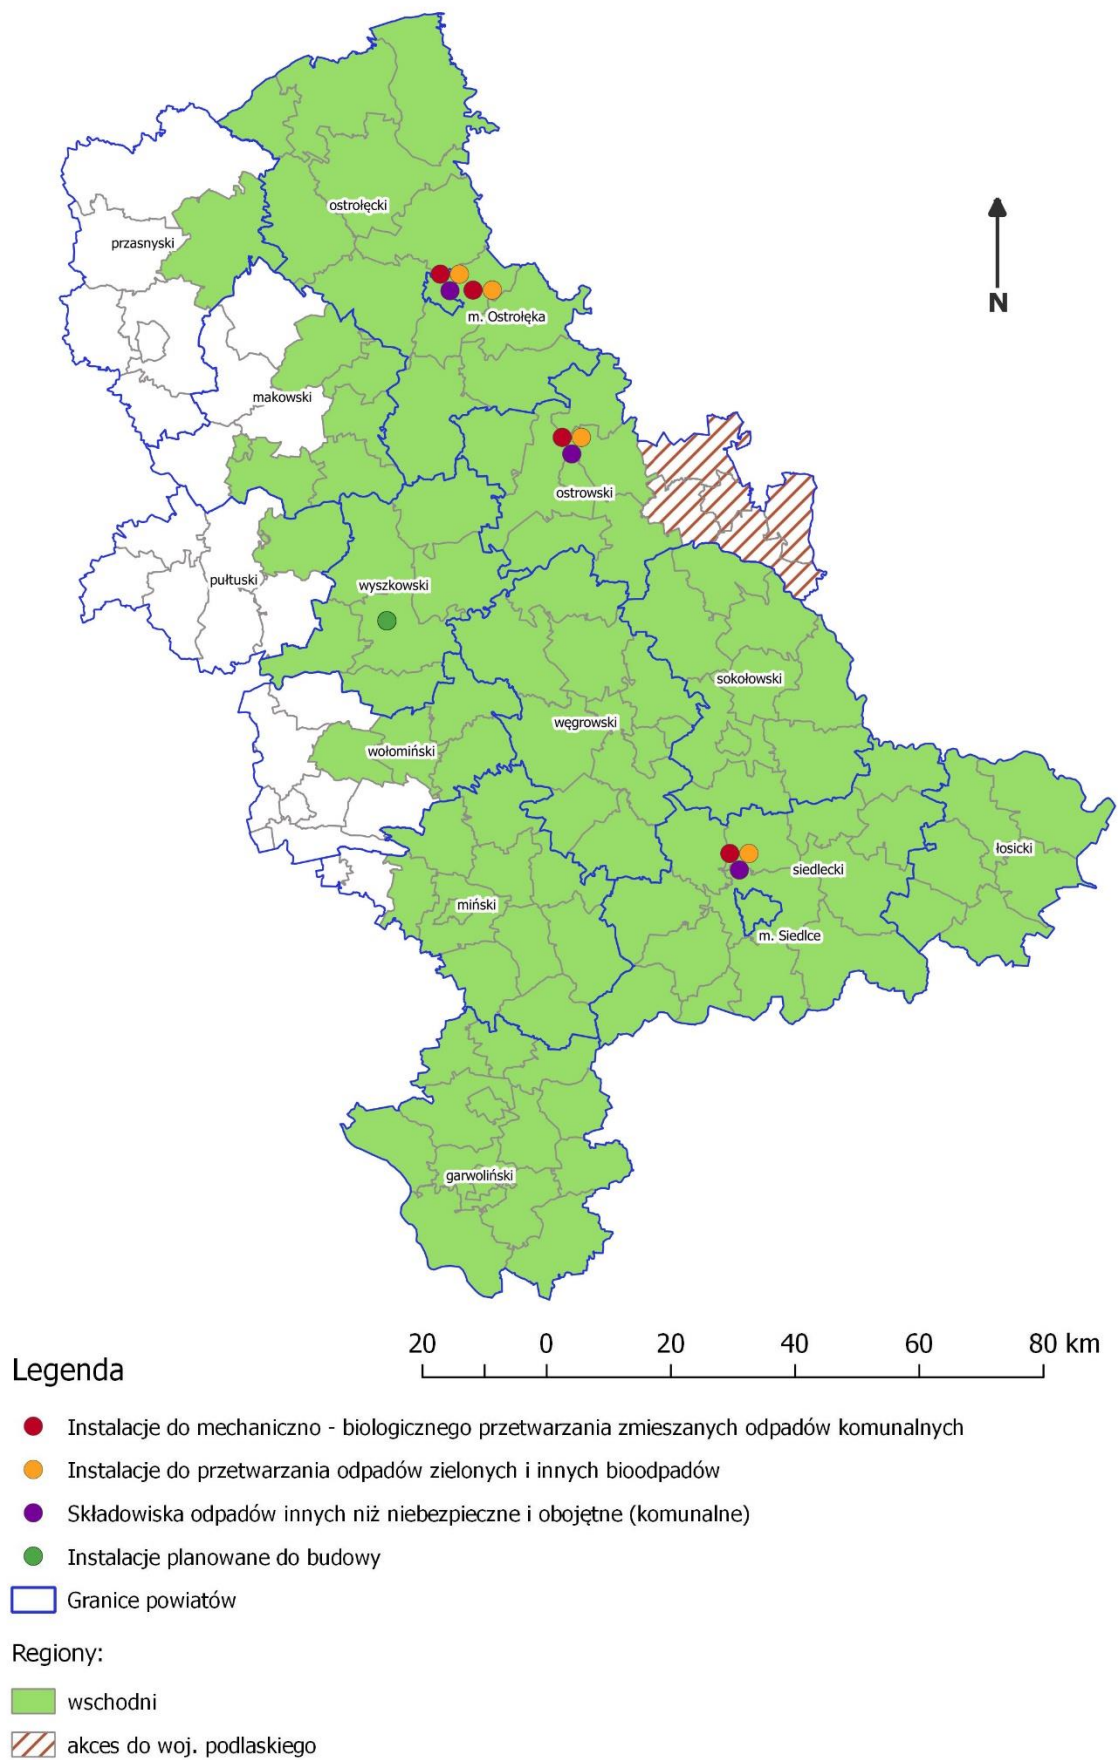 ostrołęcki
przasnyski
N
m. Ostrołęka
makowski
ostrowski
pułtuski
wyszkowski
sokołowski
węgrowski
wołomiński
łosicki
siedlecki
miński
m. Siedlce
garwoliński
20 0 20 40 60 80 km
Legenda
Instalacje do mechaniczno - biologicznego przetwarzania zmieszanych odpadów komunalnych
Instalacje do przetwarzania odpadów zielonych i innych bioodpadów
Składowiska odpadów innych niż niebezpieczne i obojętne (komunalne)
Instalacje planowane do budowy
Granice powiatów
Regiony:
wschodni
akces do woj. podlaskiego